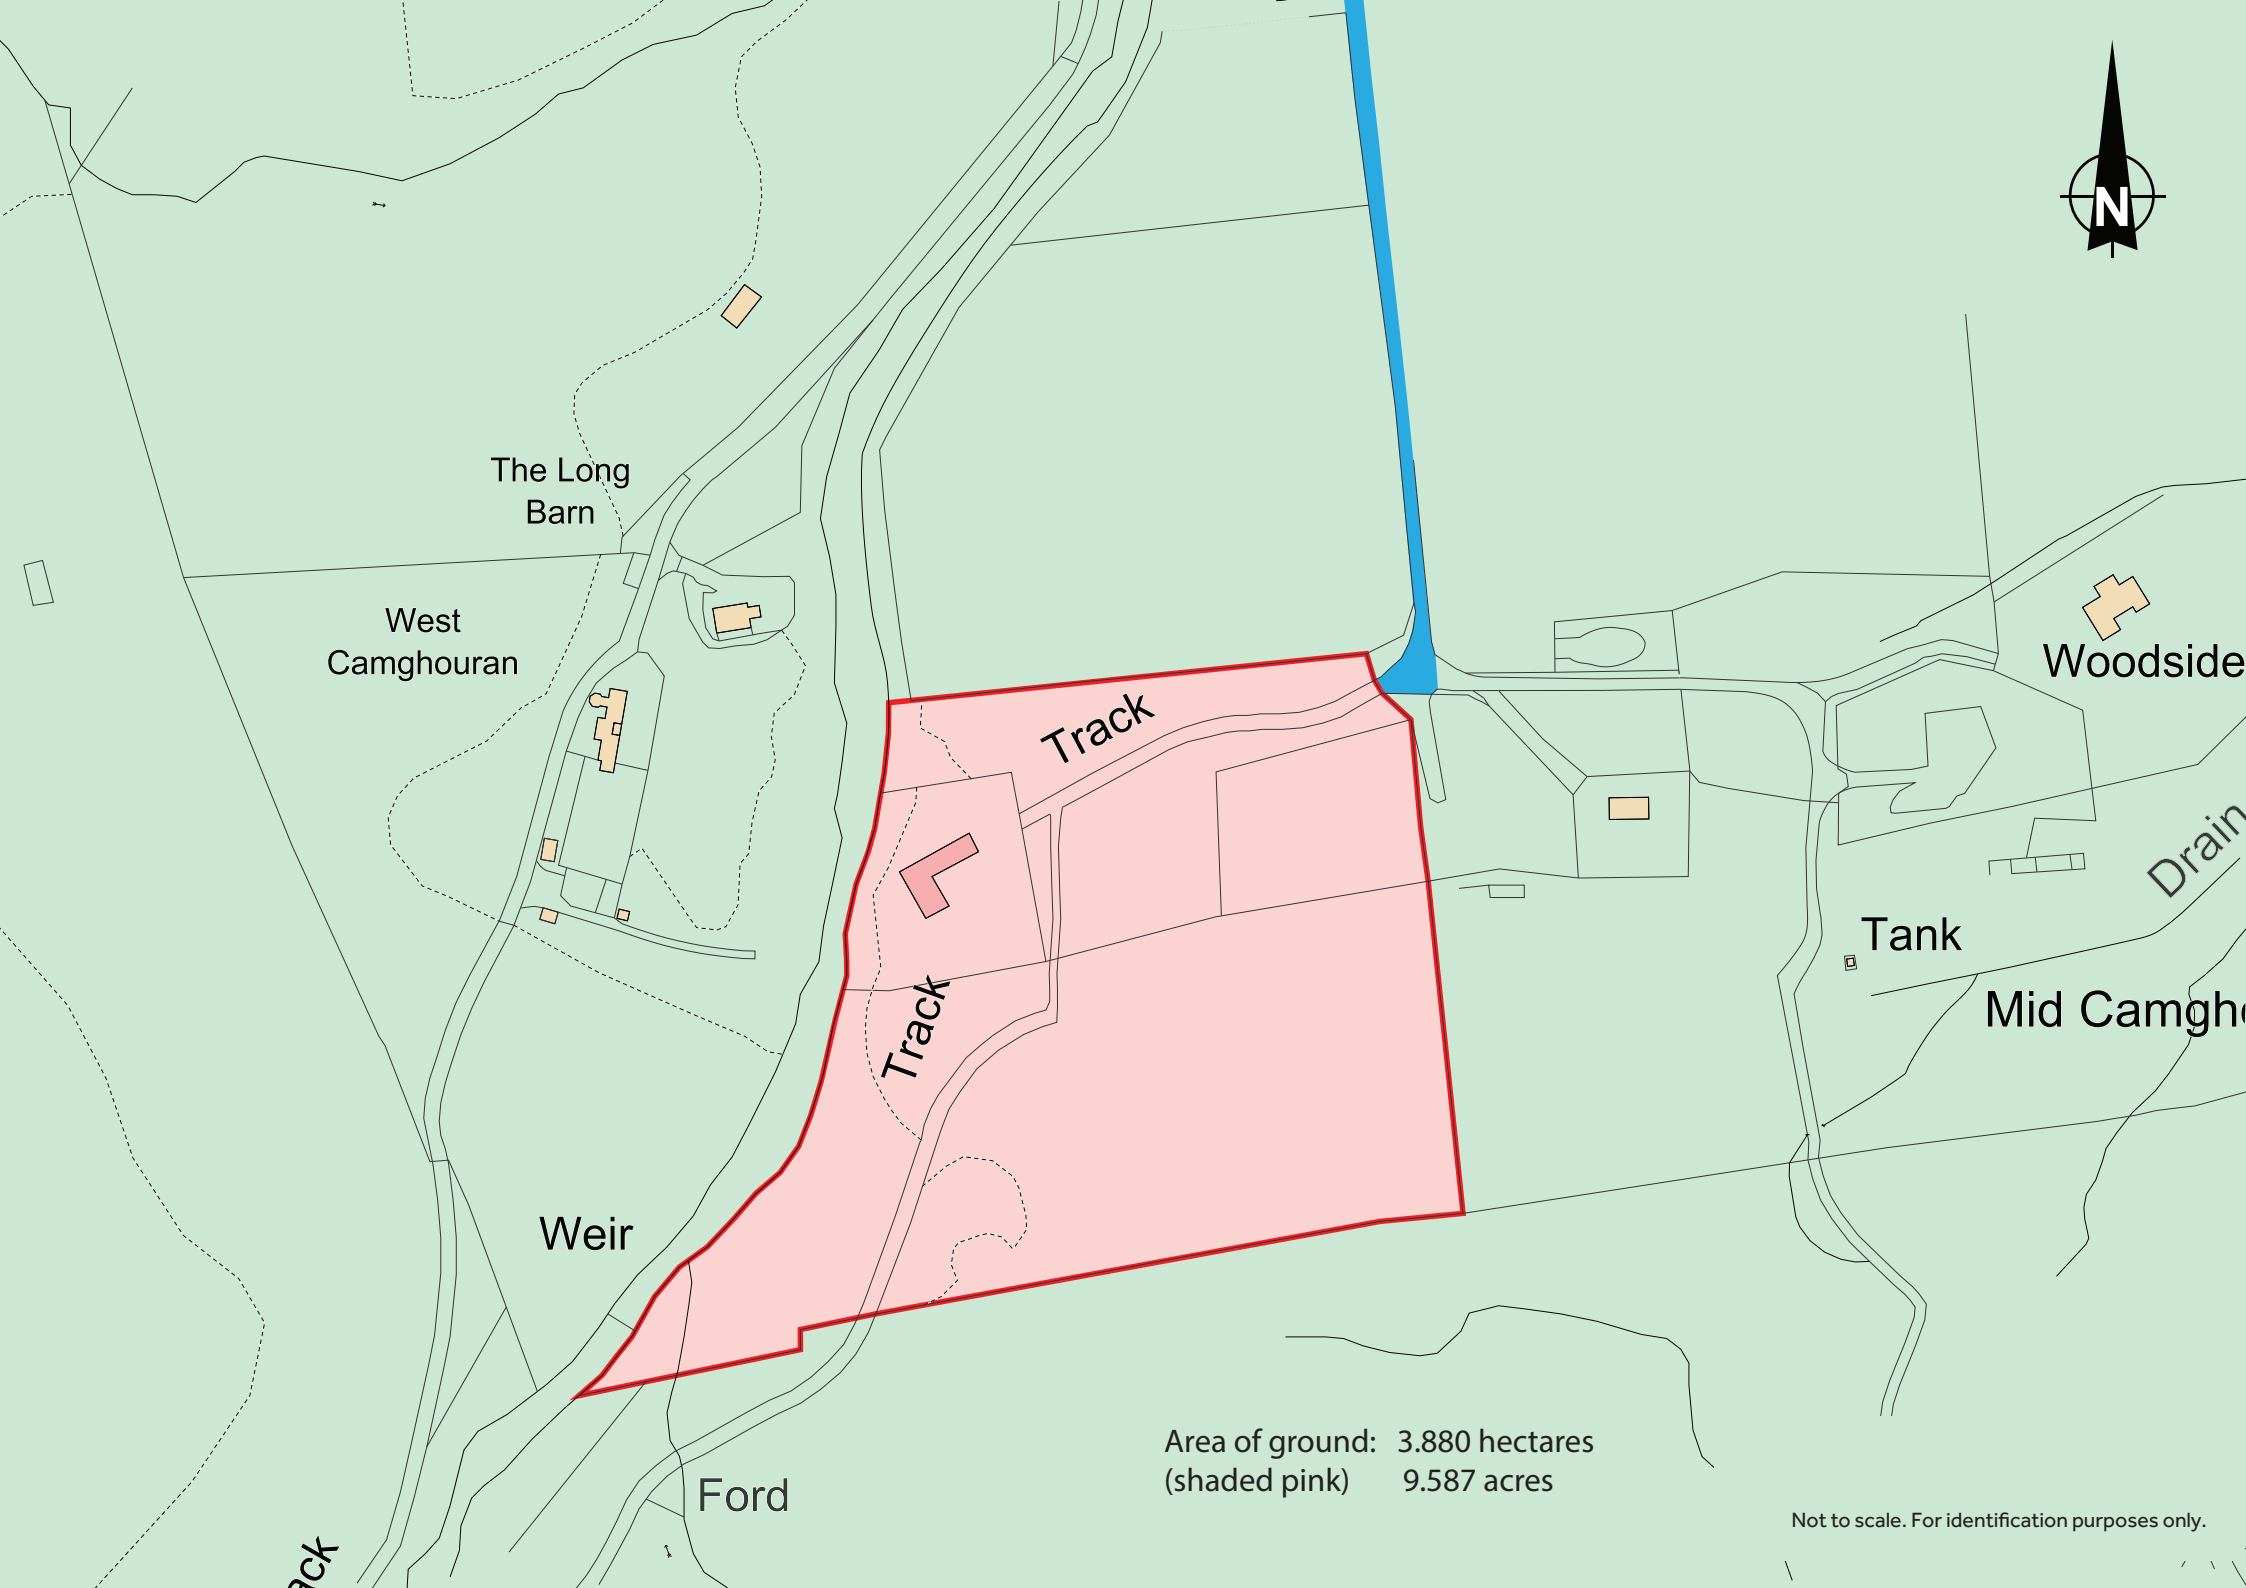 N
The Long
Barn
West
Camghouran
Woodside
Track
Drain
Tank
Mid Camgh
Track
Weir
Area of ground: 3.880 hectares
(shaded pink) 9.587 acres
Ford
Not to scale. For identification purposes only.
ack